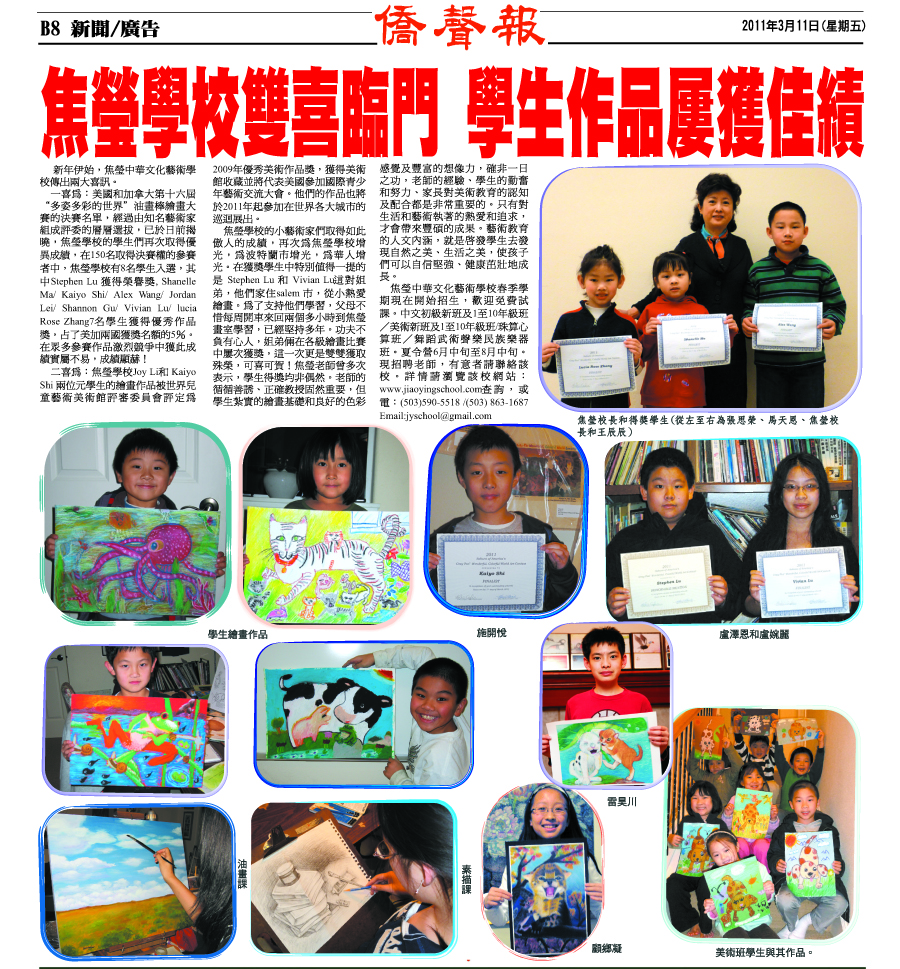 B8 新聞/廣告
僑聲報
2011年3月11日(星期五)
焦瑩學校雙喜臨門 學生作品屢獲佳績
新年伊始，焦瑩中華文化藝術學
校傳出兩大喜訊。
一喜爲：美國和加拿大第十六屆
“多姿多彩的世界”油畫棒繪畫大
賽的決賽名單，經過由知名藝術家
組成評委的層層選拔，已於日前揭
曉，焦瑩學校的學生們再次取得優
異成績，在150名取得決賽權的參賽
者中，焦瑩學校有8名學生入選，其
中Stephen Lu 獲得榮譽獎, Shanelle
Ma/ Kaiyo Shi/ Alex Wang/ Jordan
Lei/ Shannon Gu/ Vivian Lu/ lucia
Rose Zhang7名學生獲得優秀作品
獎，占了美加兩國獲獎名額的5%。
在眾多參賽作品激烈競争中獲此成
績實屬不易，成績顯赫！
二喜爲：焦瑩學校Joy Li和 Kaiyo
Shi 兩位元學生的繪畫作品被世界兒
童藝術美術館評審委員會評定爲
2009年優秀美術作品獎，獲得美術
館收藏並將代表美國參加國際青少
年藝術交流大會。他們的作品也將
於2011年起參加在世界各大城市的
巡迴展出。
焦瑩學校的小藝術家們取得如此
傲人的成績，再次爲焦瑩學校增
光，爲波特蘭市增光，爲華人增
光。在獲獎學生中特別值得一提的
是 Stephen Lu 和 Vivian Lu這對姐
弟，他們家住salem 市，從小熱愛
繪畫。爲了支持他們學習，父母不
惜每周開車來回兩個多小時到焦瑩
畫室學習，已經堅持多年。功夫不
負有心人，姐弟倆在各級繪畫比賽
中屢次獲獎，這一次更是雙雙獲取
殊榮，可喜可賀！焦瑩老師曾多次
表示，學生得獎均非偶然。老師的
循循善誘、正確教授固然重要，但
學生紮實的繪畫基礎和良好的色彩
感覺及豐富的想像力，確非一日
之功，老師的經驗、學生的勤奮
和努力、家長對美術教育的認知
及配合都是非常重要的。只有對
生活和藝術執著的熱愛和追求，
才會帶來豐碩的成果。藝術教育
的人文內涵，就是啓發學生去發
現自然之美、生活之美，使孩子
們可以自信堅強、健康茁壯地成
長。
焦瑩中華文化藝術學校春季學
期現在開始招生，歡迎免費試
課。中文初級新班及1至10年級班
／美術新班及1至10年級班/珠算心
算班／舞蹈武術聲樂民族樂器
班。夏令營6月中旬至8月中旬。
現招聘老師，有意者請聯絡該
校。詳情請瀏覽該校網站：
www.jiaoyingschool.com查詢，或
電：(503)590-5518 /(503) 863-1687
Email:jyschool@gmail.com
焦瑩校長和得獎學生(從左至右為張思榮、馬天恩、焦瑩校
長和王辰辰)
學生繪畫作品
2011
Kaiyo Shi
FINALIST
施開悅
Stephen Lu
Vivian Lu
盧澤恩和盧婉麗
雷昊川
油畫課
素描課
顧鄉凝
美術班學生與其作品。